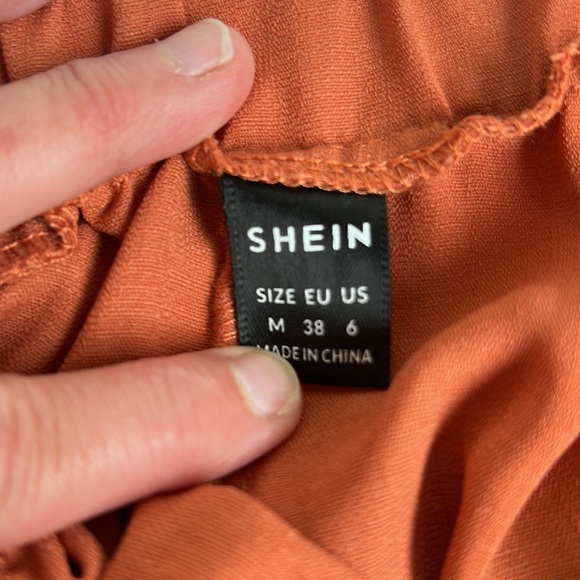 SHEIN
SIZE EU US
M 38 6
MADE IN CHINA